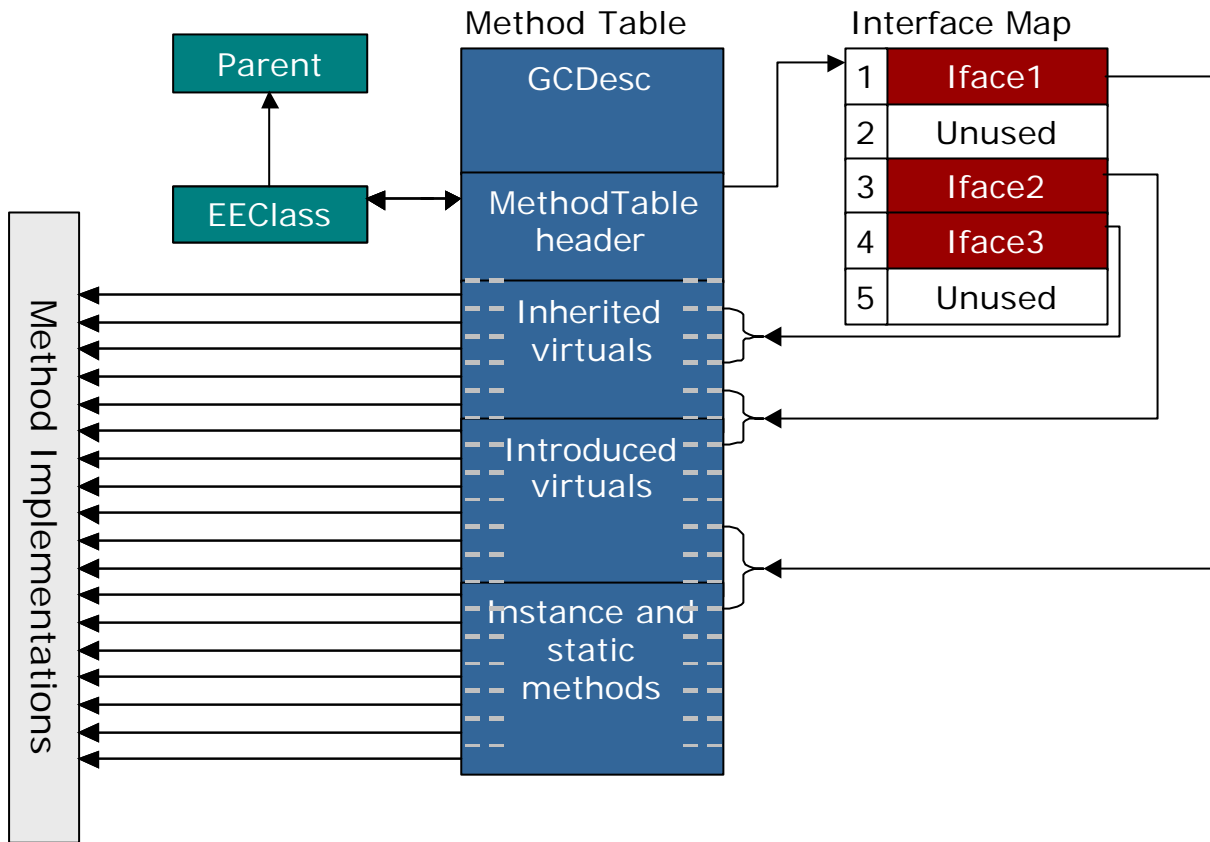 Method Table
Interface Map
Parent
EEClass
GCDesc
MethodTable
header
Inherited
virtuals
Introduced
virtuals
Instance and
static
methods
1 Iface1
2 Unused
3 Iface2
4 Iface3
5 Unused
Method Implementations